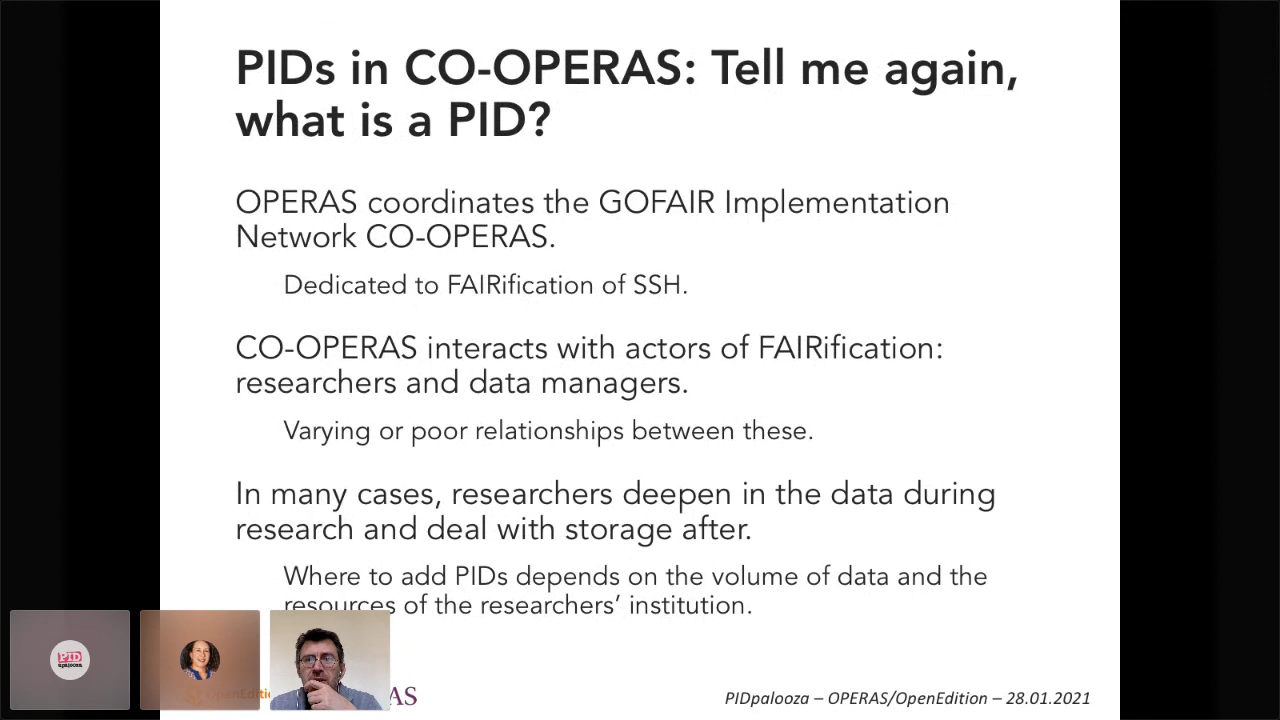 PIDs in CO-OPERAS: Tell me again,
what is a PID?
OPERAS coordinates the GOFAIR Implementation
Network CO-OPERAS.
Dedicated to FAIRification of SSH.
CO-OPERAS interacts with actors of FAIRification:
researchers and data managers.
Varying or poor relationships between these.
In many cases, researchers deepen in the data during
research and deal with storage after.
Where to add PIDs depends on the volume of data and the
resources of the researchers’ institution.
PID
apalooza
PIDpalooza – OPERAS/OpenEdition – 28.01.2021